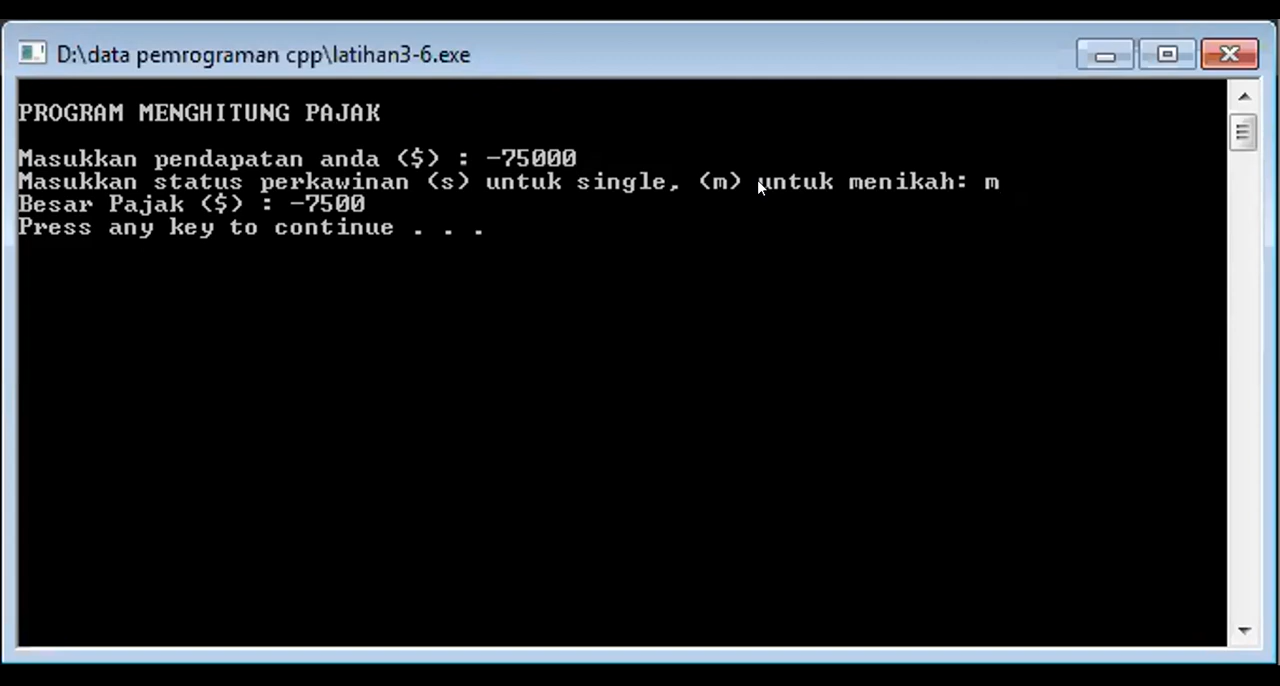 D:\data pemrograman cpp\latihan3-6.exe
PROGRAM MENGHITUNG PAJAK
Masukkan pendapatan anda ($) : -75000
Masukkan status perkawinan (s) untuk single, (m) untuk menikah: m
Besar Pajak ($) : -7500
Press any key to continue . . .